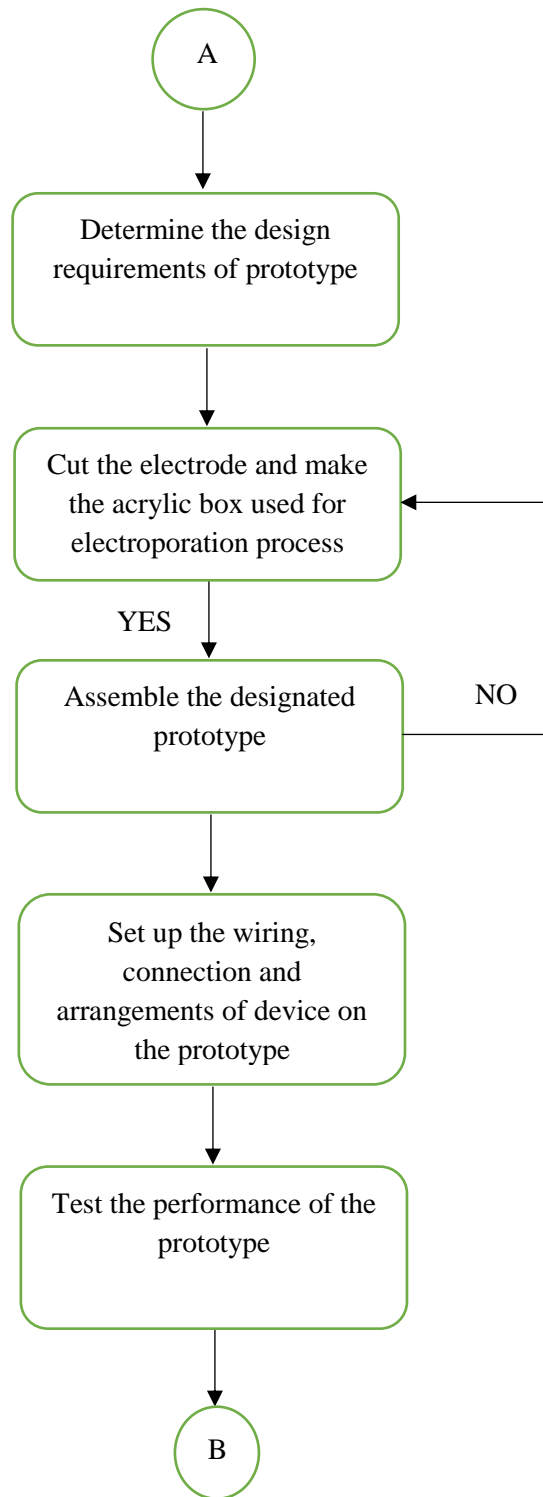 A
Determine the design
requirements of prototype
Cut the electrode and make
the acrylic box used for
electroporation process
YES
Assemble the designated
prototype
NO
Set up the wiring,
connection and
arrangements of device on
the prototype
Test the performance of the
prototype
B